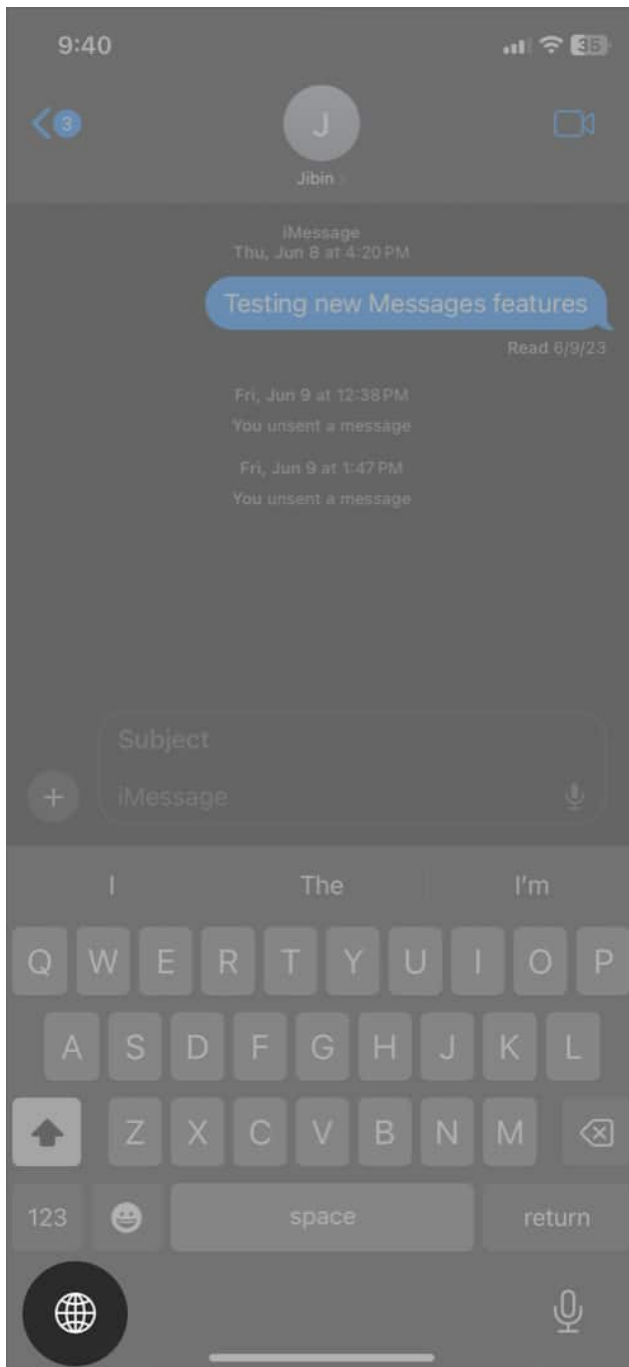 9:40
35
3
J
Jibin
iMessage
Thu, Jun 8 at 4:20 PM
Testing new Messages features
Read 6/9/23
Fri, Jun 9 at 12:38 PM
You unsent a message
Fri, Jun 9 at 1:47 PM
You unsent a message
Subject
iMessage
I The I'm
Q W E R T Y U I O P
A S D F G H J K L
Z X C V B N M
123 space return